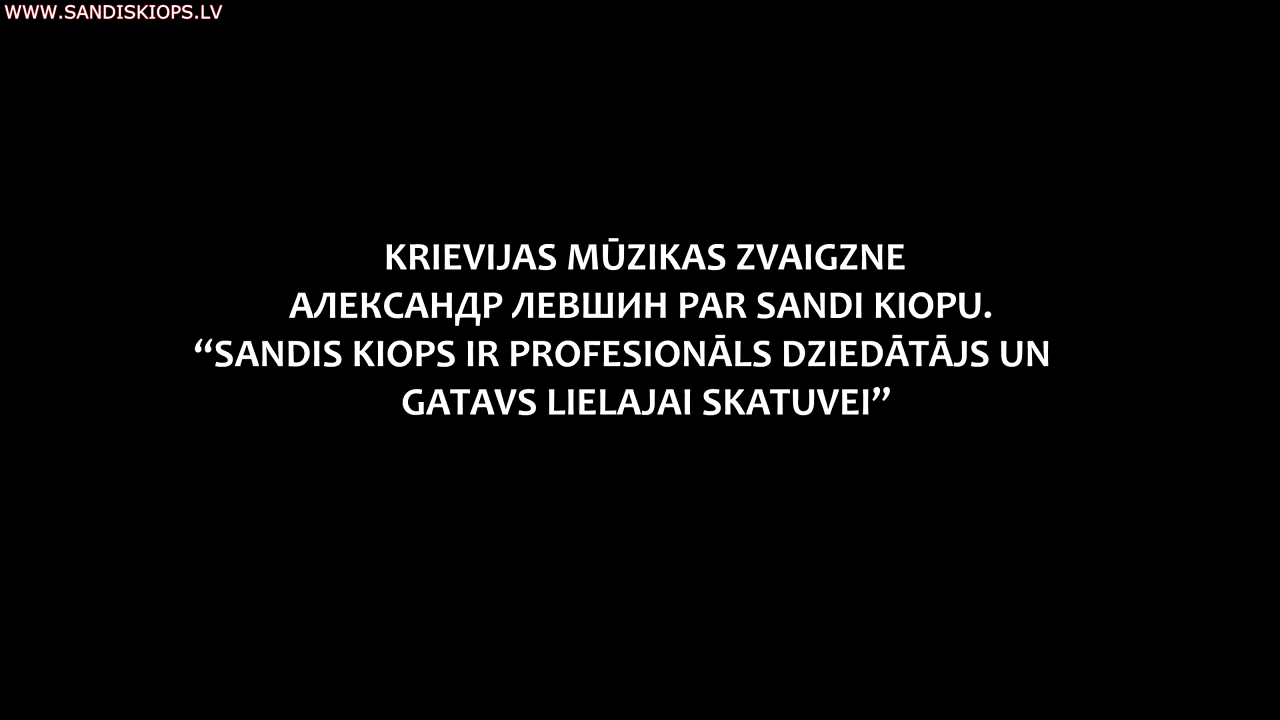 WWW.SANDISKIOPS.LV
KRIEVIJAS MŪZIKAS ZVAIGZNE
АЛЕКСАНДР ЛЕВШИН PAR SANDI KIOPU.
“SANDIS KIOPS IR PROFESIONĀLS DZIEDĀTĀJS UN
GATAVS LIELAJAI SKATUVEI”